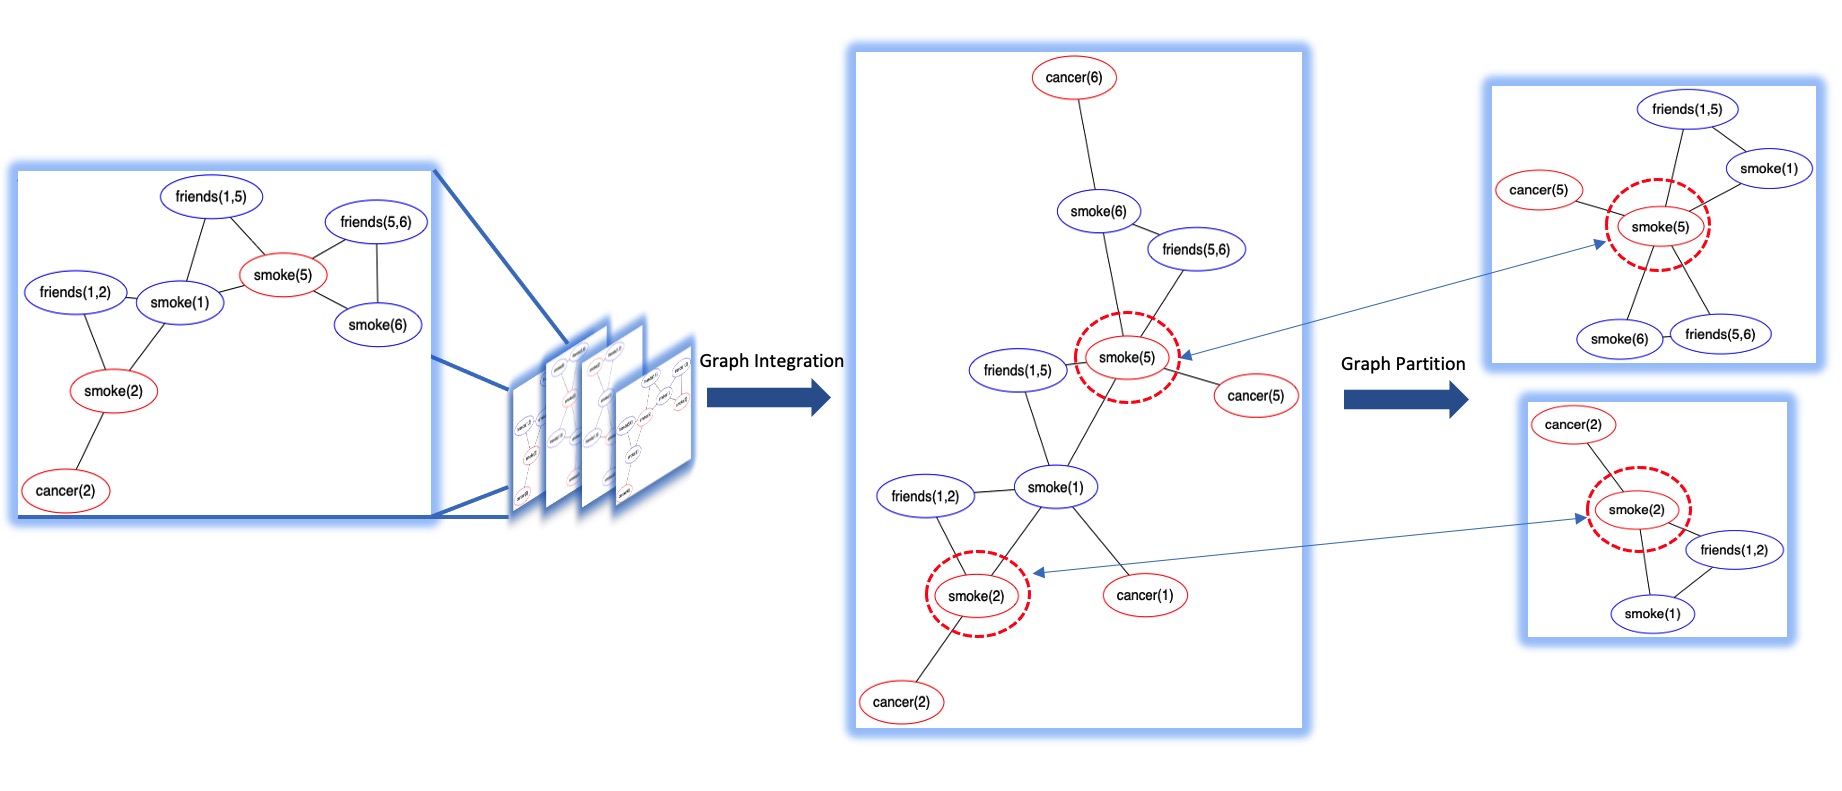 friends(1,5)
friends(5,6)
smoke(5)
friends(1,2)
smoke(1)
smoke(6)
smoke(2)
cancer(2)
Graph Integration
cancer(6)
smoke(6)
friends(5,6)
smoke(5)
friends(1,5)
cancer(5)
smoke(1)
friends(1,2)
smoke(2)
cancer(1)
cancer(2)
Graph Partition
friends(1,5)
smoke(1)
cancer(5)
smoke(5)
smoke(6)
friends(5,6)
cancer(2)
smoke(2)
friends(1,2)
smoke(1)